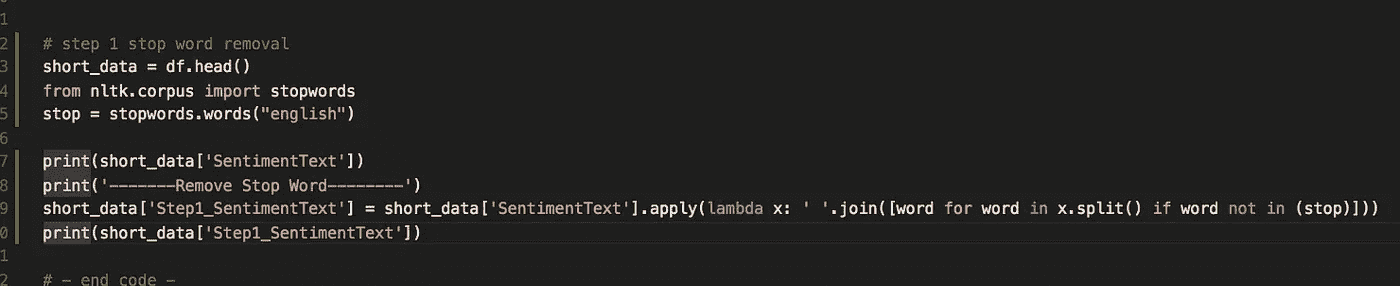 1
2 # step 1 stop word removal
3 short_data = df.head()
4 from nltk.corpus import stopwords
5 stop = stopwords.words("english")
6
7 print(short_data['SentimentText'])
8 print('-------Remove Stop Word--------')
9 short_data['Step1_SentimentText'] = short_data['SentimentText'].apply(lambda x: ' '.join([word for word in x.split() if word not in (stop)]))
0 print(short_data['Step1_SentimentText'])
1
2 # - end code -